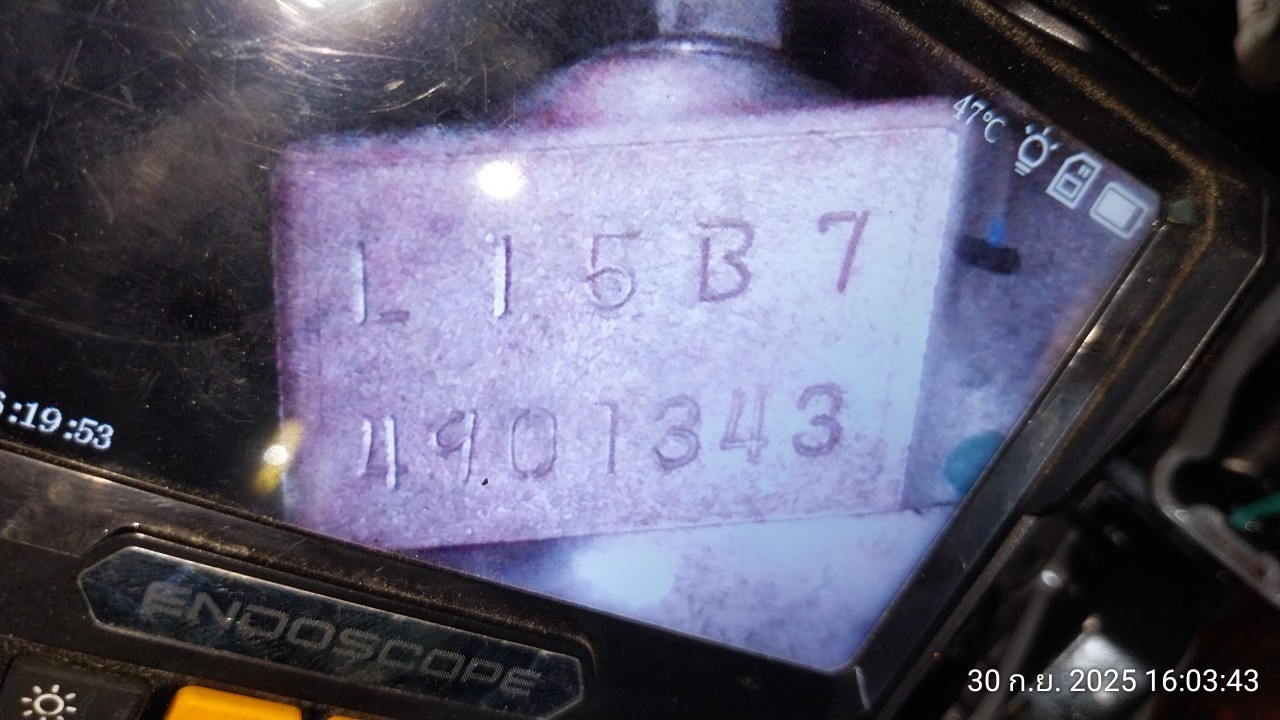 47°C
L15B7
4901343
:19:53
ENDOSCOPE
30 ก.ย. 2025 16:03:43